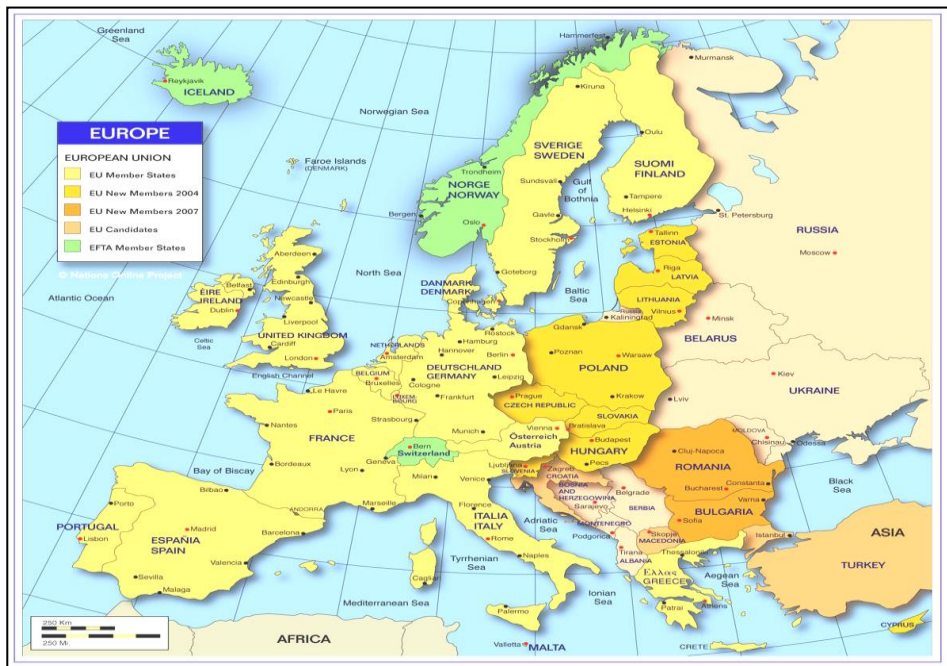 Greenland
Sea
Hammerfest
Murmansk
Reykjavik
ICELAND
Kiruna
Norwegian Sea
EUROPE
EUROPEAN UNION
EU Member States
EU New Members 2004
EU New Members 2007
EU Candidates
EFTA Member States
© Nations Online Project
Oulu
SVERIGE
SWEDEN
SUOMI
FINLAND
Faroe Islands
(DENMARK)
Trondheim
NORGE
NORWAY
Sundsvall
Gulf
of
Bothnia
Tampere
Bergen
Gavle
Helsinki
St. Petersburg
Oslo
Stockholm
Tallinn
ESTONIA
RUSSIA
Moscow
Aberdeen
North Sea
Goteborg
Riga
LATVIA
Edinburgh
Atlantic Ocean
DANMARK
DENMARK
Baltic
Sea
LITHUANIA
ÉIRE
IRELAND
Belfast
Newcastle
Copenhagen
Vilnius
Russia
Kaliningrad
Minsk
Dublin
Liverpool
Gdansk
BELARUS
Celtic
Sea
UNITED KINGDOM
Cardiff
Rostock
Hamburg
NETHERLANDS
Amsterdam
Hannover
Berlin
Poznan
Warsaw
London
POLAND
English Channel
BELGIUM
Bruxelles
DEUTSCHLAND
GERMANY
Leipzig
Cologne
Kiev
Le Havre
LUXEM-
BOURG
Frankfurt
Prague
CZECH REPUBLIC
Krakow
Lviv
UKRAINE
Paris
Strasbourg
SLOVAKIA
Nantes
Munich
Vienna
Bratislava
MOLDOVA
Chisinau
Odessa
FRANCE
Österreich
Austria
Budapest
HUNGARY
Bern
Switzerland
Cluj-Napoca
Geneva
Ljubljana
SLOVENIA
Zagreb
CROATIA
Pecs
ROMANIA
Bay of Biscay
Bordeaux
Lyon
Milan
Venice
BOSNIA
AND
HERZEGOWINA
Belgrade
Bucharest
Constanta
Black
Sea
Bilbao
Sarajevo
SERBIA
Varna
Porto
ANDORRA
Marseille
Florence
BULGARIA
PORTUGAL
Lisbon
ESPAÑIA
SPAIN
Madrid
Barcelona
ITALIA
ITALY
Rome
Adriatic
Sea
MONTENEGRO
Podgorica
Skopje
MACEDONIA
Sofia
Istanbul
ASIA
Tirana
ALBANIA
Thessaloniki
TURKEY
Valencia
Tyrrhenian
Sea
Naples
Ελλας
GREECE
Aegean
Sea
Sevilla
Cagliari
Malaga
Mediterranean Sea
Ionian
Sea
Patrai
Athens
Palermo
250 Km
250 Mi
AFRICA
Valletta
MALTA
CRETE
CYPRUS